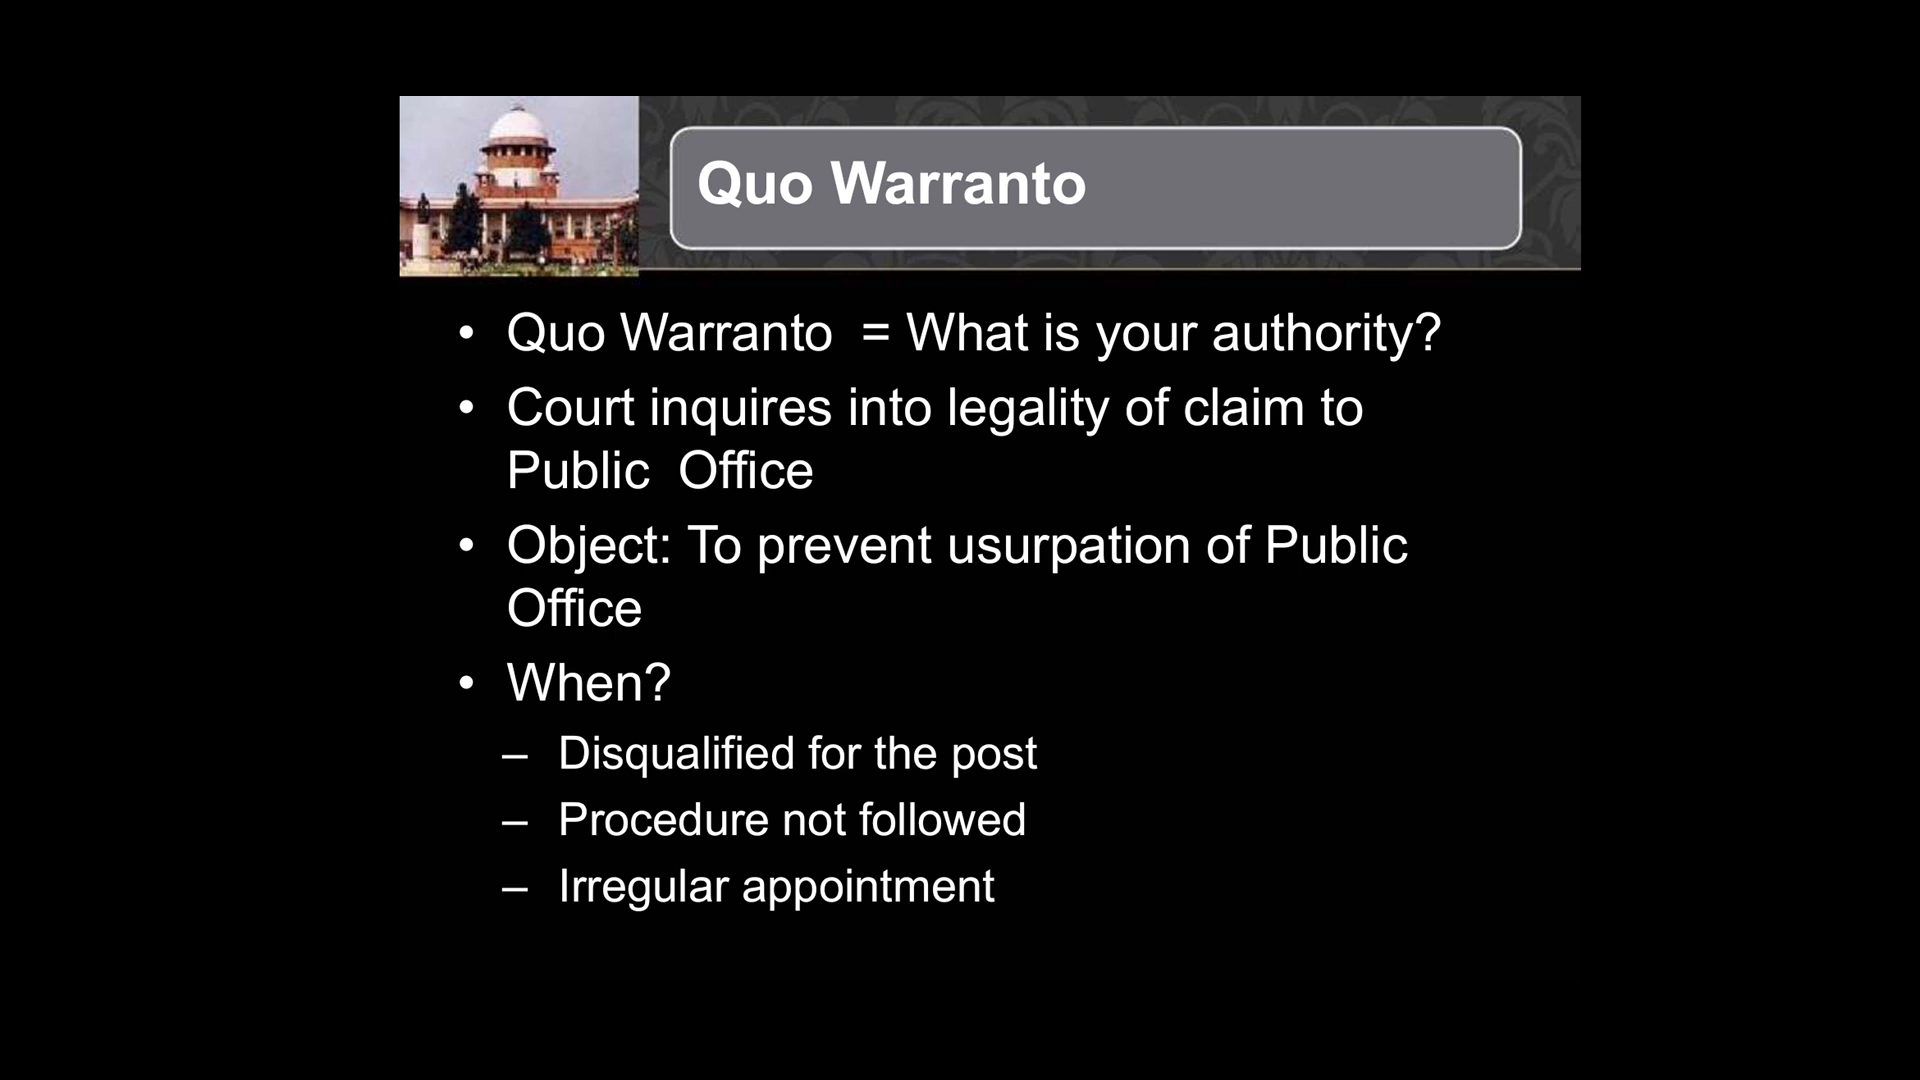 Quo Warranto
• Quo Warranto  = What is your authority?
• Court inquires into legality of claim to
Public  Office
• Object: To prevent usurpation of Public
Office
• When?
– Disqualified for the post
– Procedure not followed
– Irregular appointment